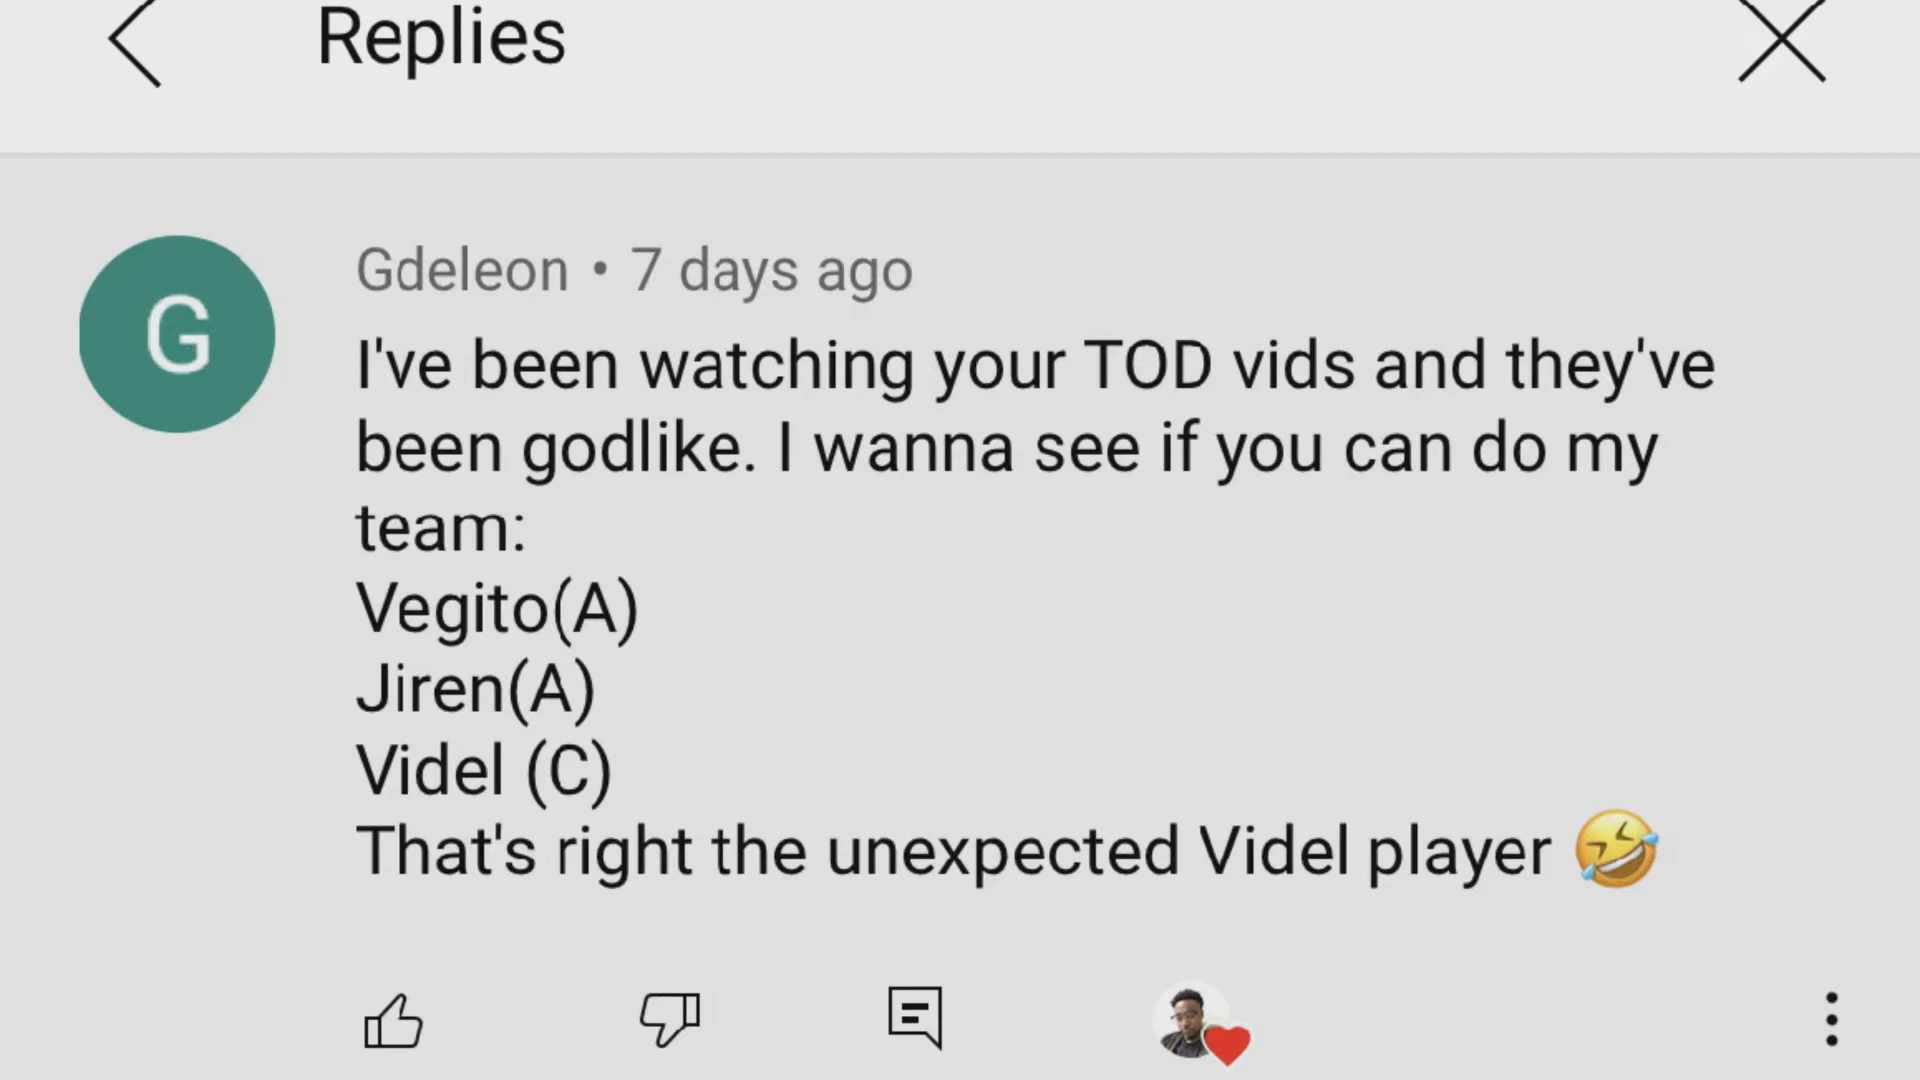 Replies
G
Gdeleon • 7 days ago
I've been watching your TOD vids and they've
been godlike. I wanna see if you can do my
team:
Vegito(A)
Jiren(A)
Videl (C)
That's right the unexpected Videl player 🤣